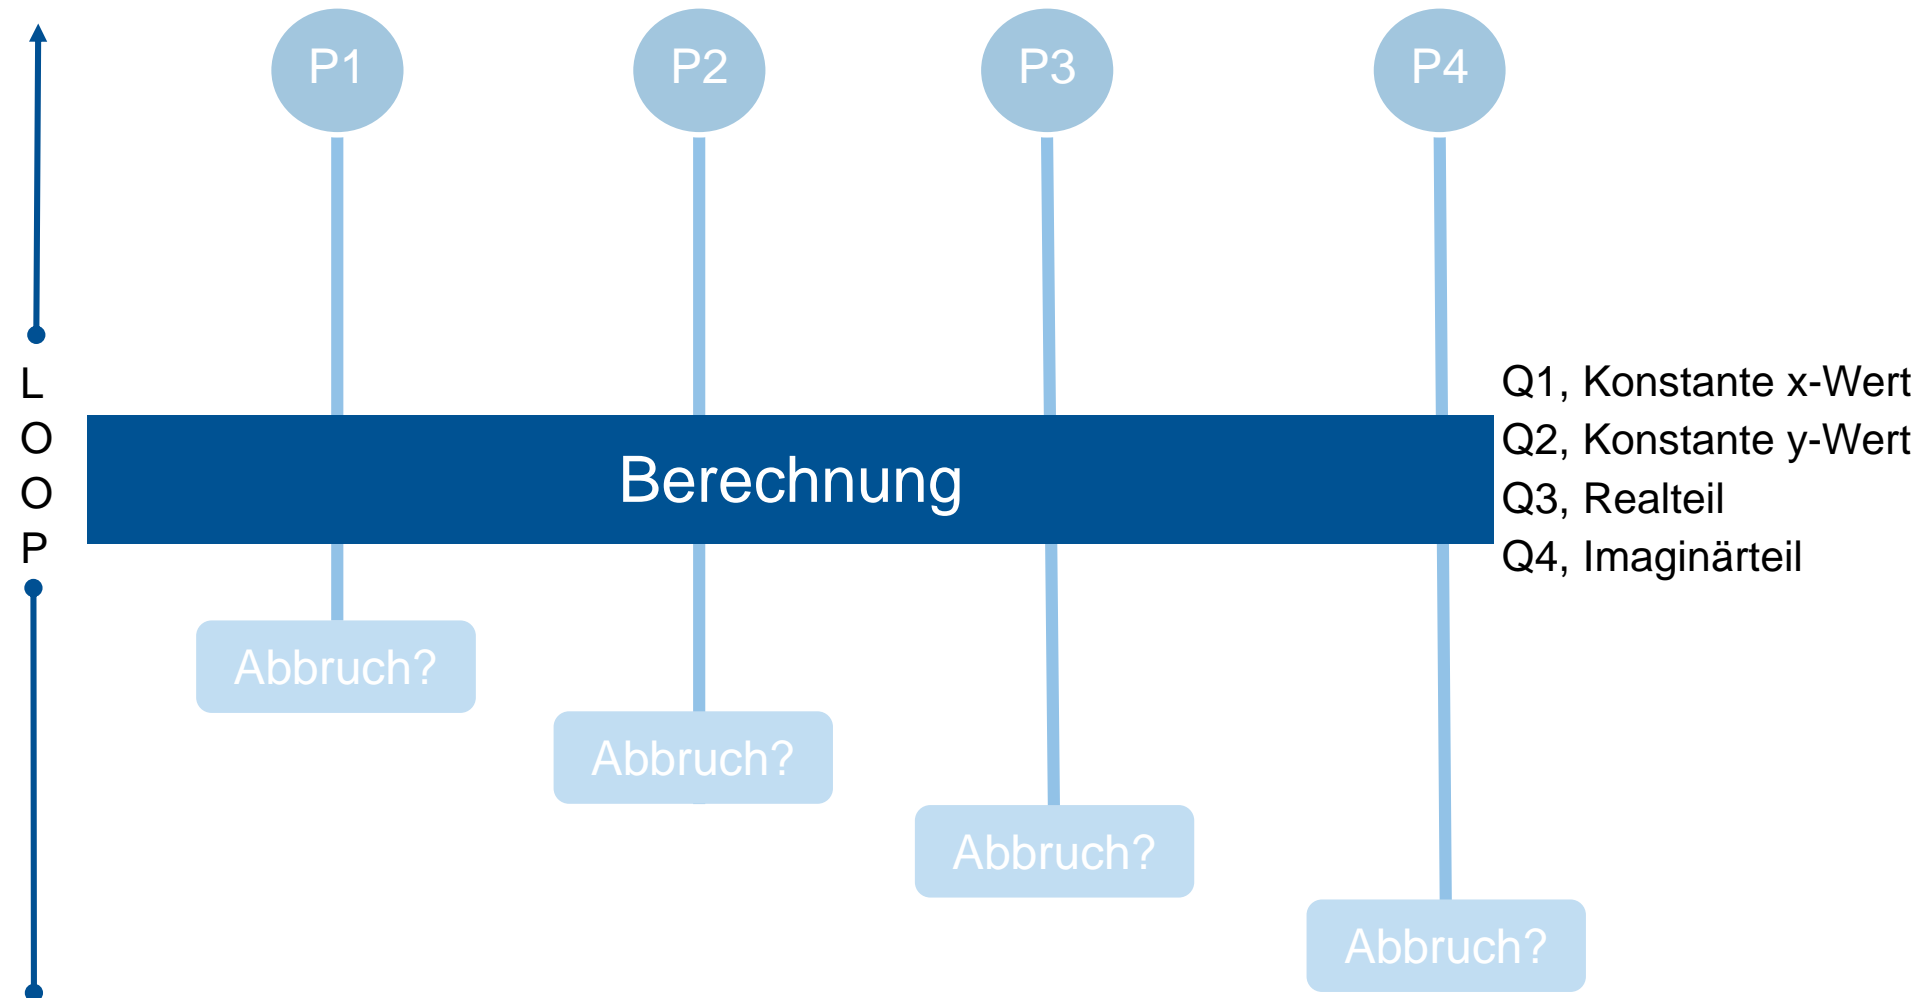 P1
P2
P3
P4
L
O
O
P
Berechnung
Q1, Konstante x-Wert
Q2, Konstante y-Wert
Q3, Realteil
Q4, Imaginärteil
Abbruch?
Abbruch?
Abbruch?
Abbruch?